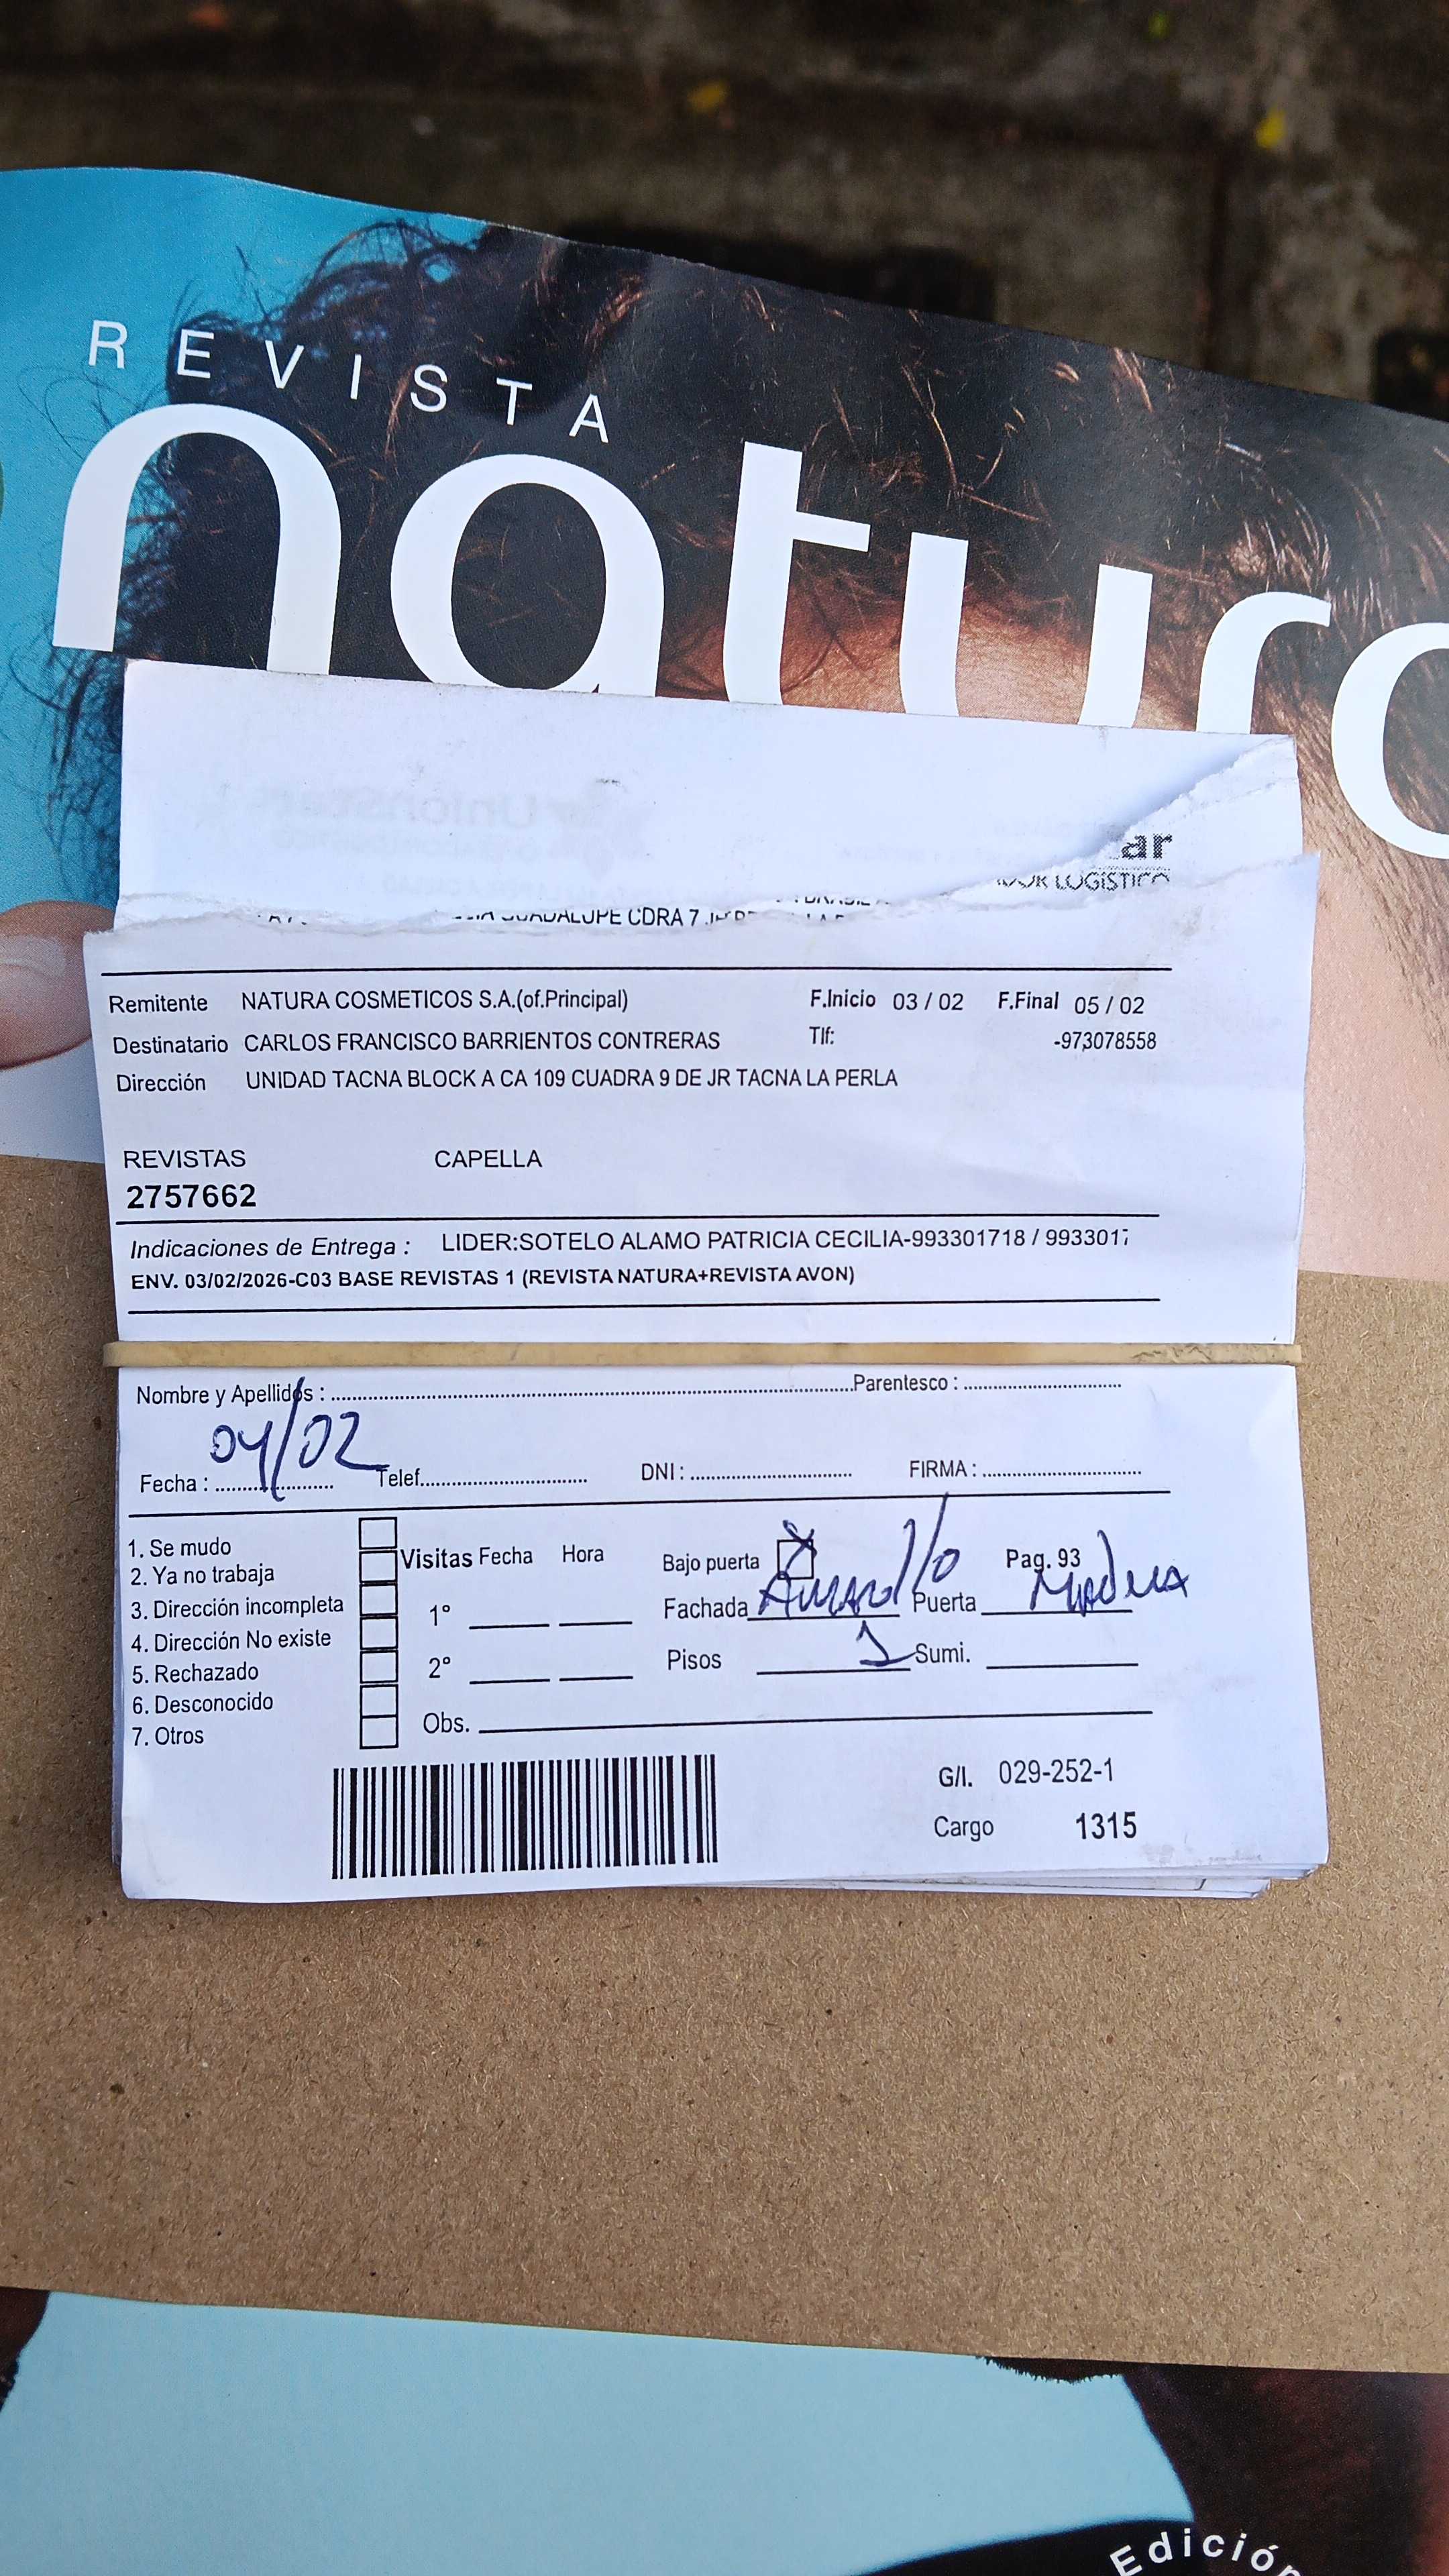 REVISTA
natura
ar
LOGÍSTICO
GUADALUPE CDRA 7
Remitente NATURA COSMETICOS S.A.(of.Principal) F.Inicio 03 / 02 F.Final 05 / 02
Destinatario CARLOS FRANCISCO BARRIENTOS CONTRERAS Tlf: -973078558
Dirección UNIDAD TACNA BLOCK A CA 109 CUADRA 9 DE JR TACNA LA PERLA
REVISTAS CAPELLA
2757662
Indicaciones de Entrega : LIDER:SOTELO ALAMO PATRICIA CECILIA-993301718 / 9933017
ENV. 03/02/2026-C03 BASE REVISTAS 1 (REVISTA NATURA+REVISTA AVON)
Nombre y Apellidos : Parentesco :
Fecha : 04/02 Telef. DNI : FIRMA :
1. Se mudo
2. Ya no trabaja
3. Dirección incompleta
4. Dirección No existe
5. Rechazado
6. Desconocido
7. Otros
Visitas Fecha Hora
1°
2°
Obs.
Bajo puerta X Pag. 93
Fachada Amarillo Puerta Madera
Pisos 1 Sumi.
G/I. 029-252-1
Cargo 1315
Edición